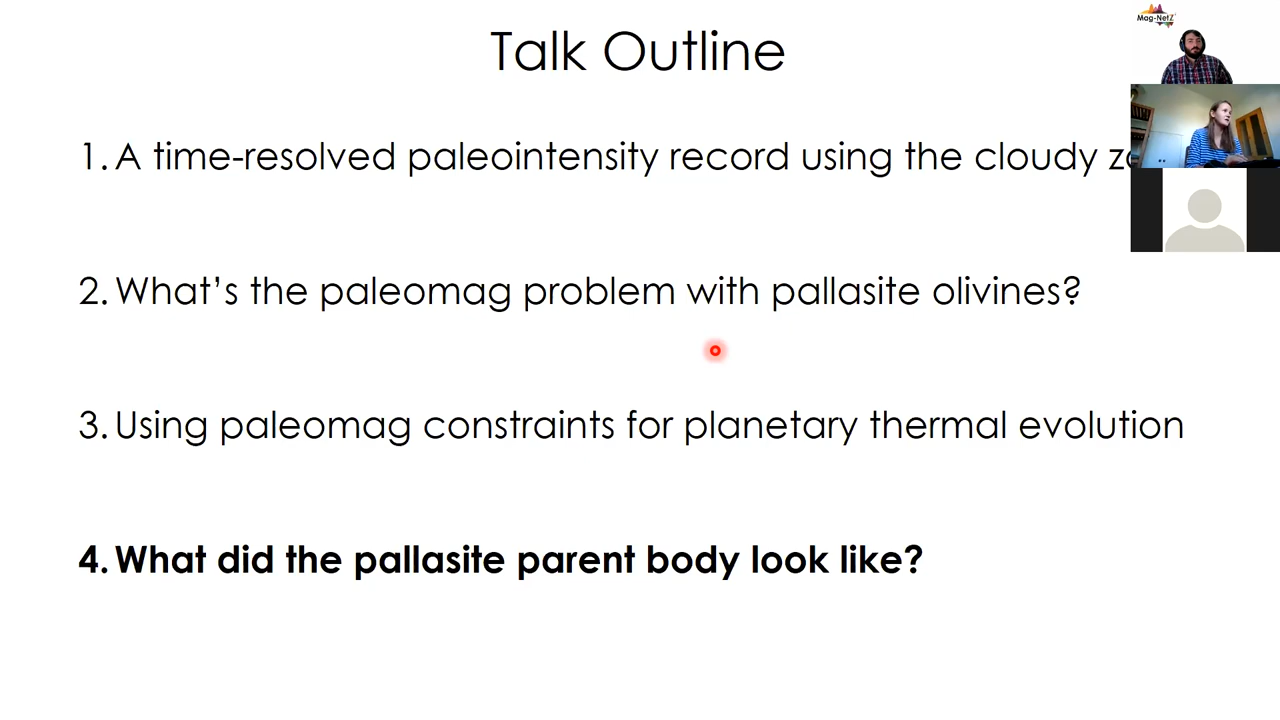 Talk Outline
Mag-NetZ
1. A time-resolved paleointensity record using the cloudy
2. What's the paleomag problem with pallasite olivines?
3. Using paleomag constraints for planetary thermal evolution
4. What did the pallasite parent body look like?